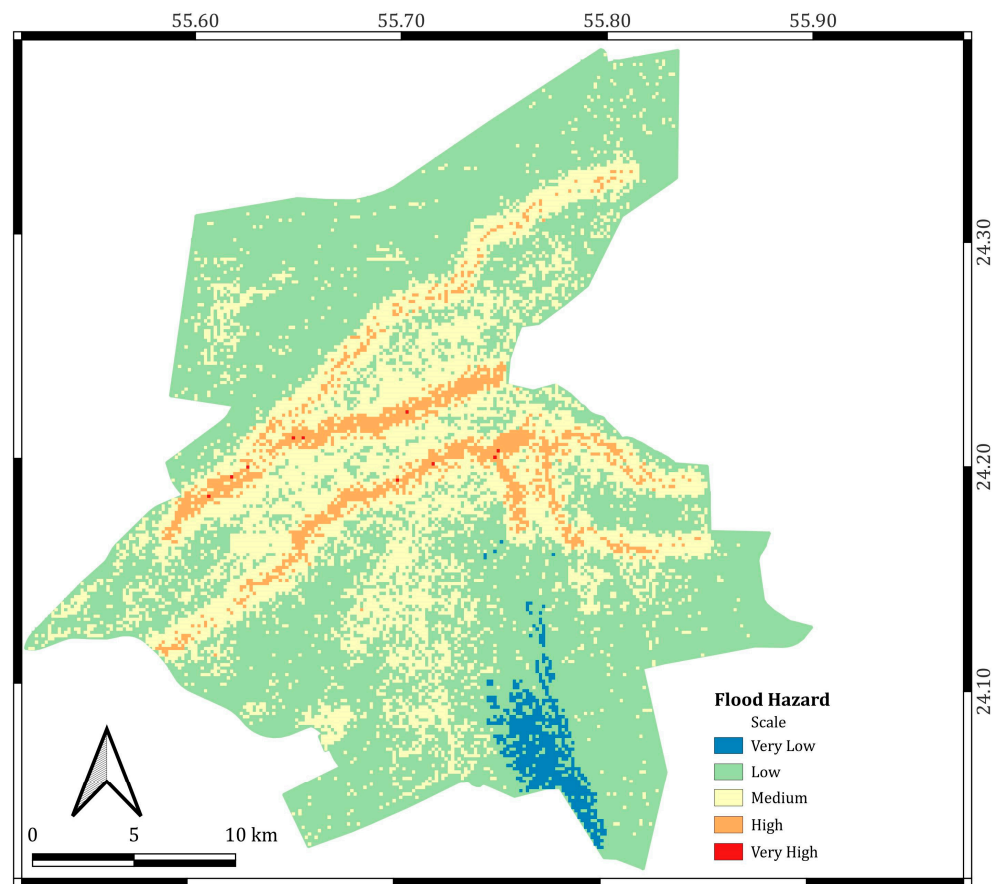 55.60 55.70 55.80 55.90
24.30
24.20
24.10
Flood Hazard
Scale
Very Low
Low
Medium
High
Very High
0 5 10 km